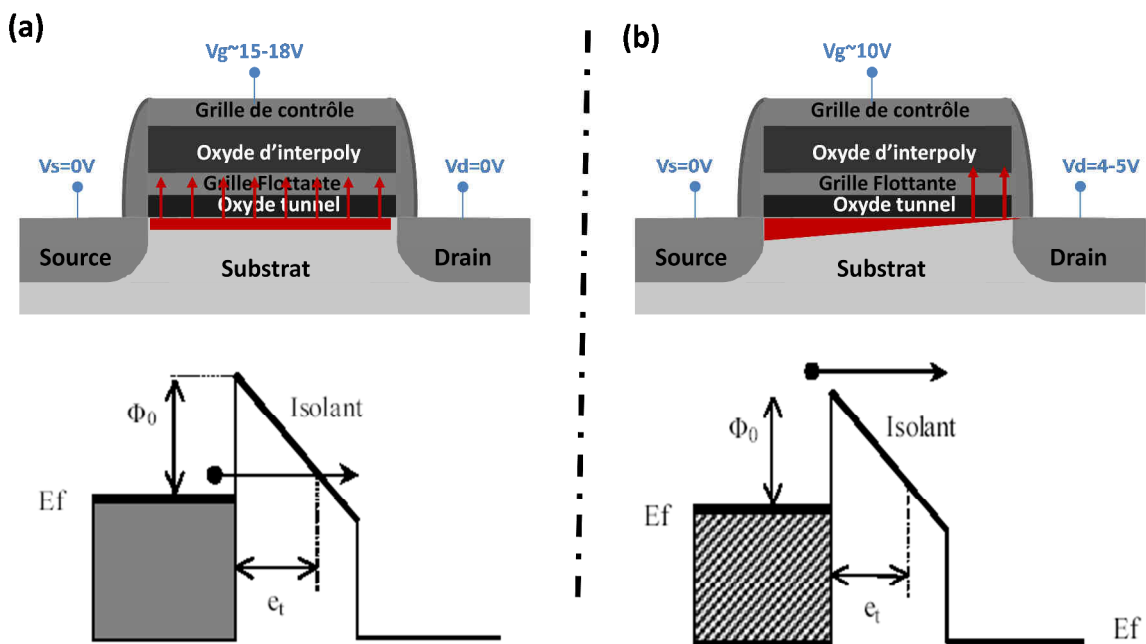 (a)
Vg~15-18V
Grille de contrôle
Oxyde d'interpoly
Vs=0V
Vd=0V
Grille Flottante
Oxyde tunnel
Source
Substrat
Drain
Φ0
Isolant
Ef
et
(b)
Vg~10V
Grille de contrôle
Oxyde d'interpoly
Vs=0V
Vd=4-5V
Grille Flottante
Oxyde tunnel
Source
Substrat
Drain
Φ0
Isolant
Ef
et
Ef